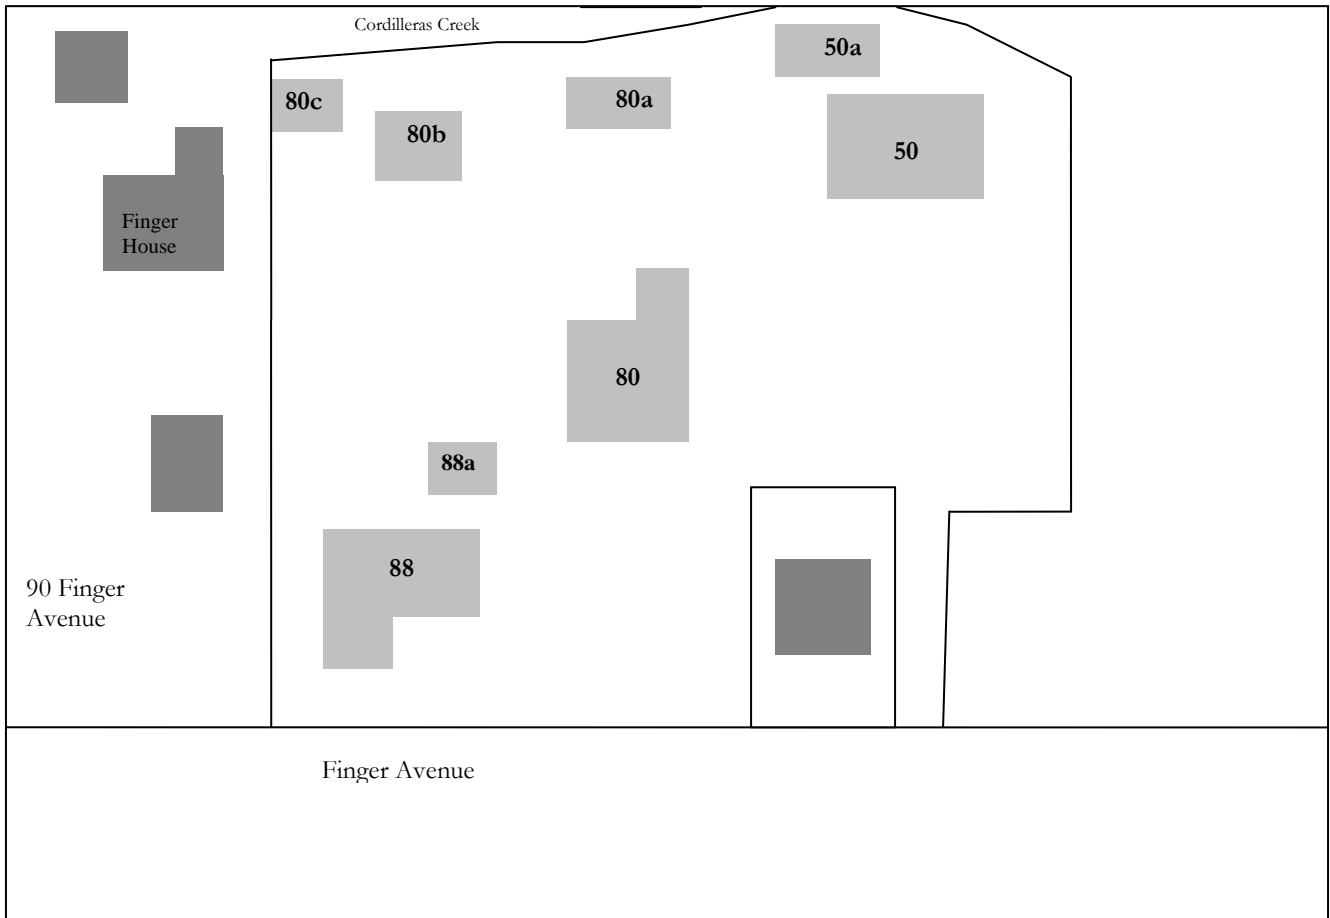 Cordilleras Creek
50a
80c
80a
80b
50
Finger
House
80
88a
88
90 Finger
Avenue
Finger Avenue